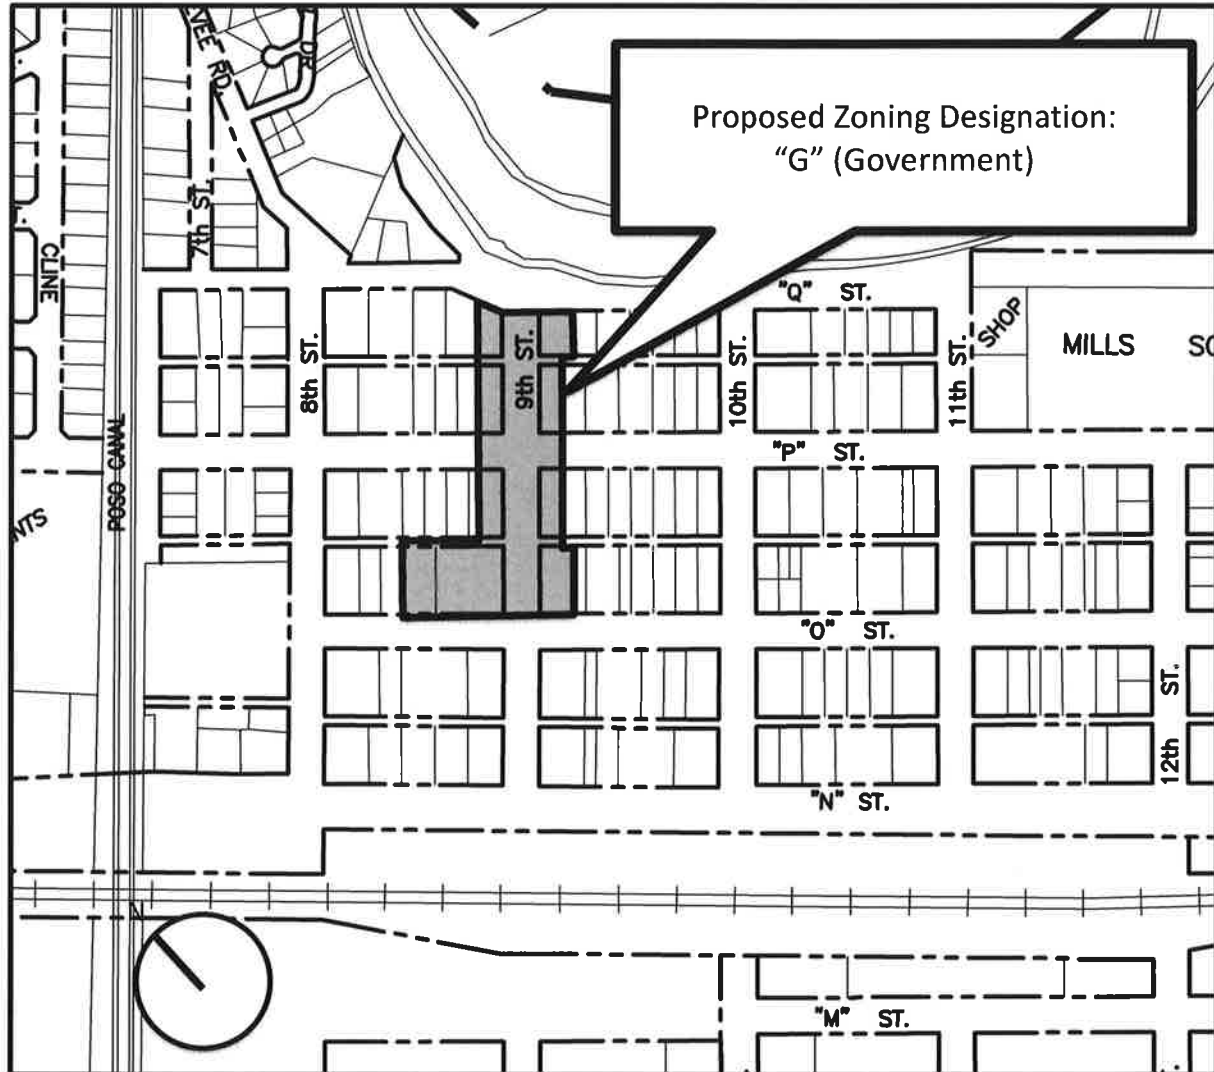 Proposed Zoning Designation:
"G" (Government)
RD.
DR
7th ST.
CLINE
"Q" ST.
SHOP
MILLS
8th ST.
9th ST.
10th ST.
11th ST.
POSO CANAL
"P" ST.
"O" ST.
12th ST.
"N" ST.
"M" ST.